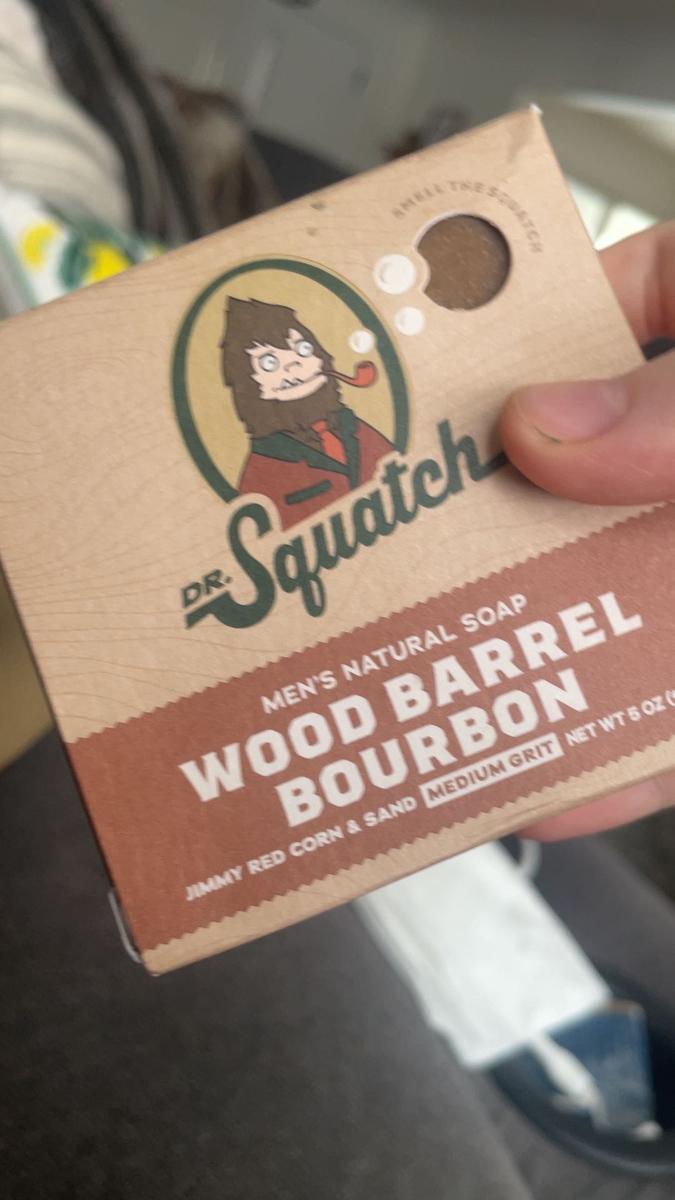 SMELL THE SQUATCH
DR. Squatch
MEN'S NATURAL SOAP
WOOD BARREL
BOURBON
JIMMY RED CORN & SAND MEDIUM GRIT NET WT 5 OZ